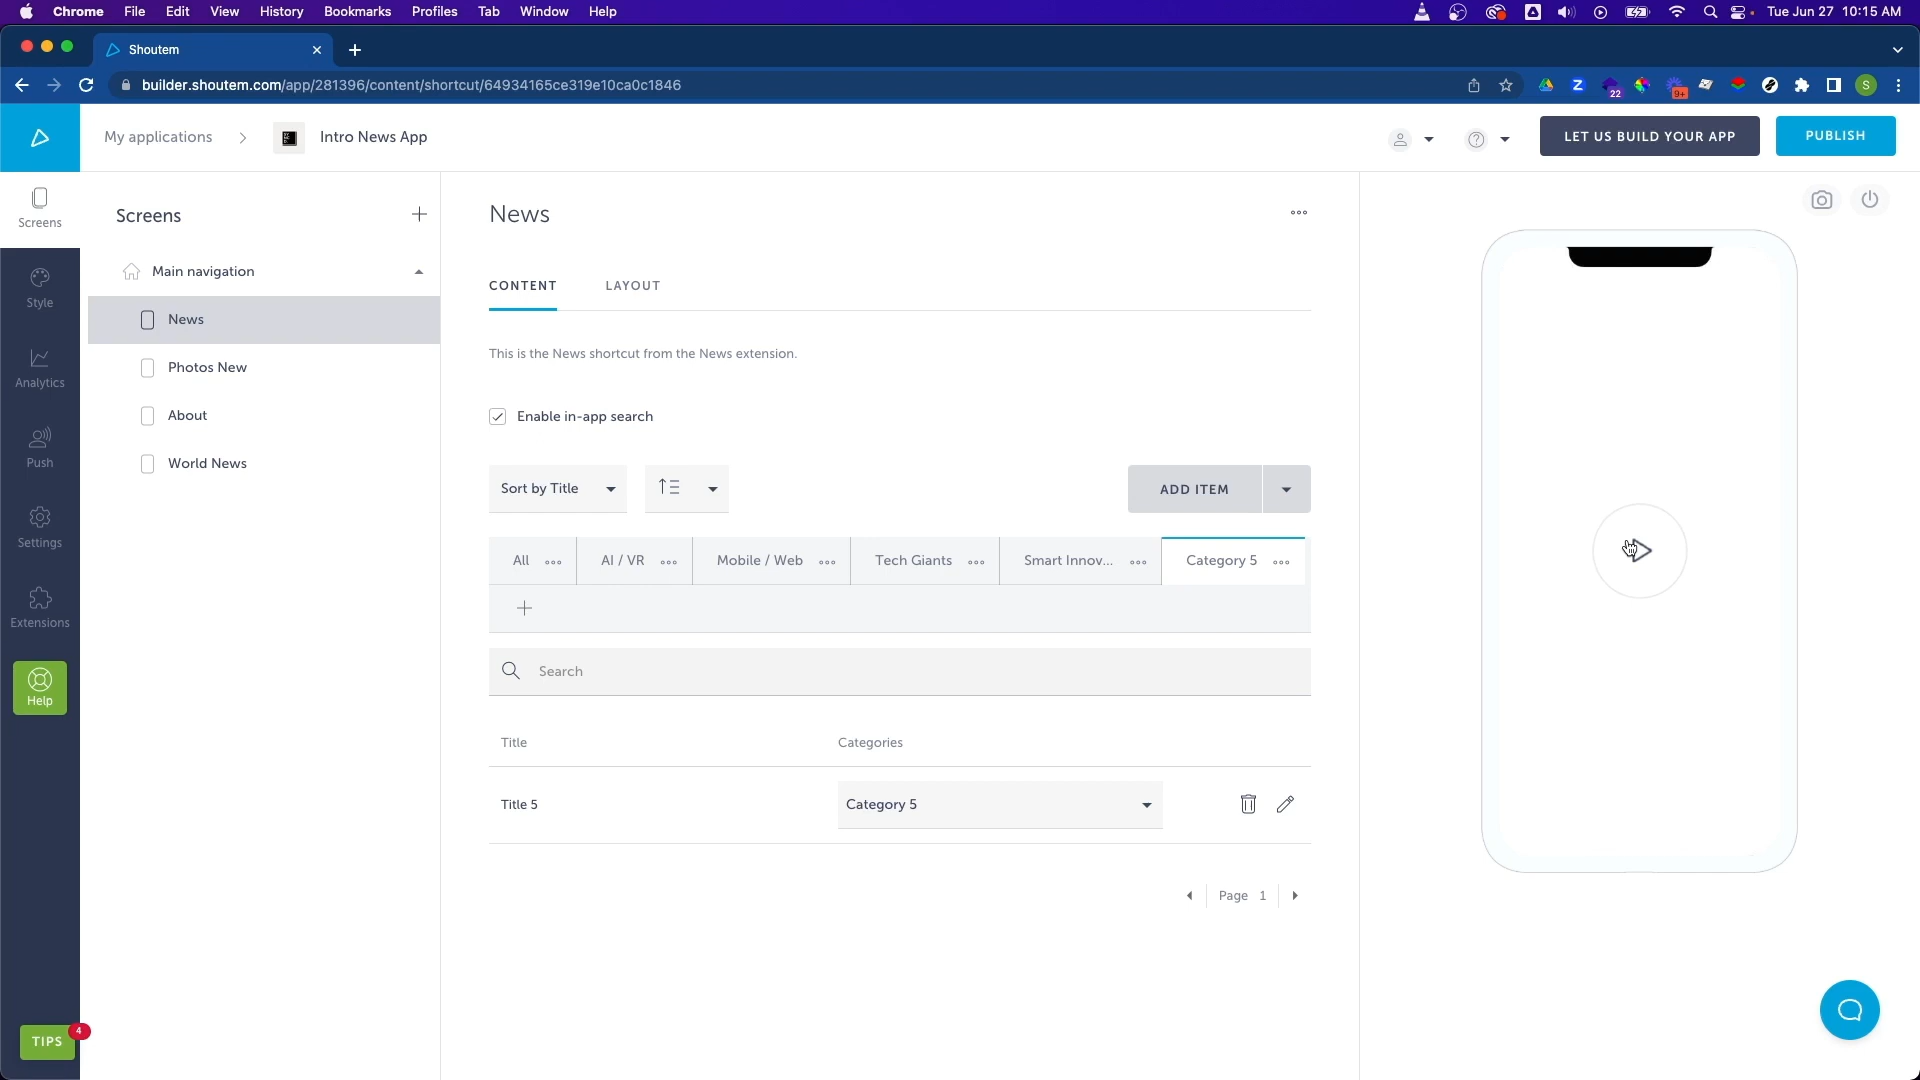 Chrome File Edit View History Bookmarks Profiles Tab Window Help Tue Jun 27 10:15 AM
Shoutem
builder.shoutem.com/app/281396/content/shortcut/64934165ce319e10ca0c1846
Z
22
9+
S
My applications
Intro News App
LET US BUILD YOUR APP
PUBLISH
Screens
Style
Analytics
Push
Settings
Extensions
Help
TIPS
4
Screens
Main navigation
News
Photos New
About
World News
News
CONTENT LAYOUT
This is the News shortcut from the News extension.
Enable in-app search
Sort by Title
ADD ITEM
All AI / VR Mobile / Web Tech Giants Smart Innov... Category 5
Search
Title Categories
Title 5 Category 5
Page 1